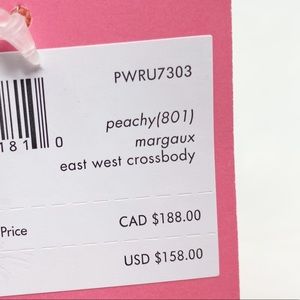 PWRU7303
peachy(801)
181 0
margaux
east west crossbody
Price CAD $188.00
USD $158.00